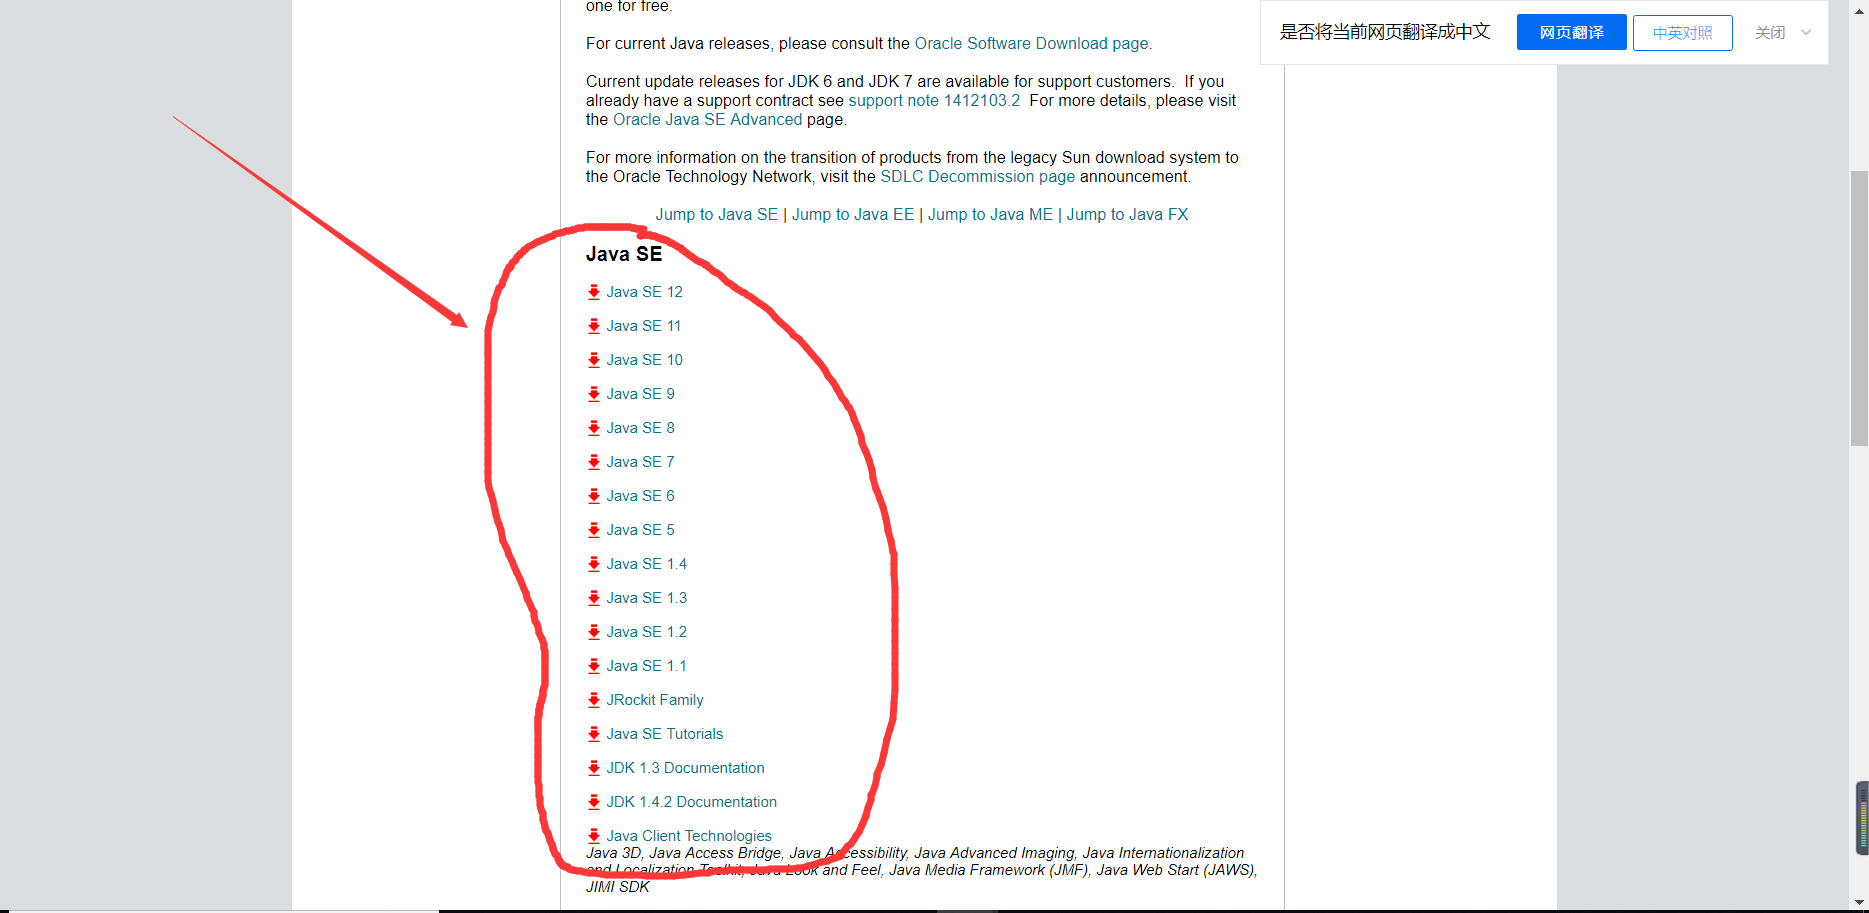 one for free.
是否将当前网页翻译成中文
网页翻译
中英对照
关闭
For current Java releases, please consult the Oracle Software Download page.
Current update releases for JDK 6 and JDK 7 are available for support customers.  If you
already have a support contract see support note 1412103.2  For more details, please visit
the Oracle Java SE Advanced page.
For more information on the transition of products from the legacy Sun download system to
the Oracle Technology Network, visit the SDLC Decommission page announcement.
Jump to Java SE | Jump to Java EE | Jump to Java ME | Jump to Java FX
Java SE
Java SE 12
Java SE 11
Java SE 10
Java SE 9
Java SE 8
Java SE 7
Java SE 6
Java SE 5
Java SE 1.4
Java SE 1.3
Java SE 1.2
Java SE 1.1
JRockit Family
Java SE Tutorials
JDK 1.3 Documentation
JDK 1.4.2 Documentation
Java Client Technologies
Java 3D, Java Access Bridge, Java Accessibility, Java Advanced Imaging, Java Internationalization
and Localization Toolkit, Java Look and Feel, Java Media Framework (JMF), Java Web Start (JAWS),
JIMI SDK